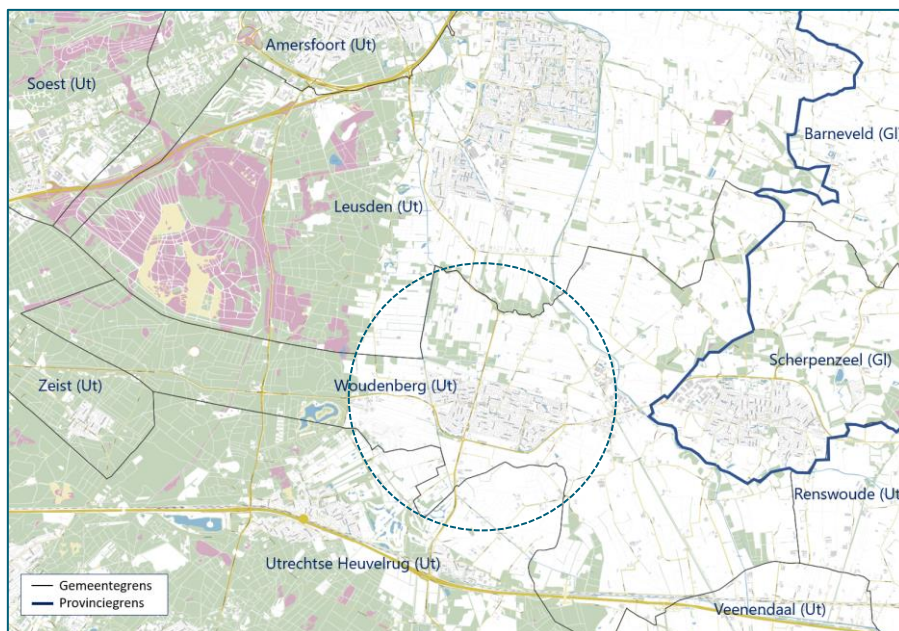 Amersfoort (Ut)
Soest (Ut)
Barneveld (Gl)
Leusden (Ut)
Scherpenzeel (Gl)
Zeist (Ut)
Woudenberg (Ut)
Renswoude (Ut
Utrechtse Heuvelrug (Ut)
Gemeentegrens
Provinciegrens
Veenendaal (Ut)